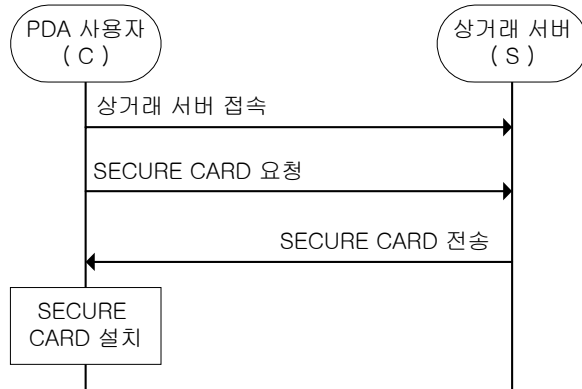 PDA 사용자
( C )
상거래 서버
( S )
상거래 서버 접속
SECURE CARD 요청
SECURE CARD 전송
SECURE
CARD 설치